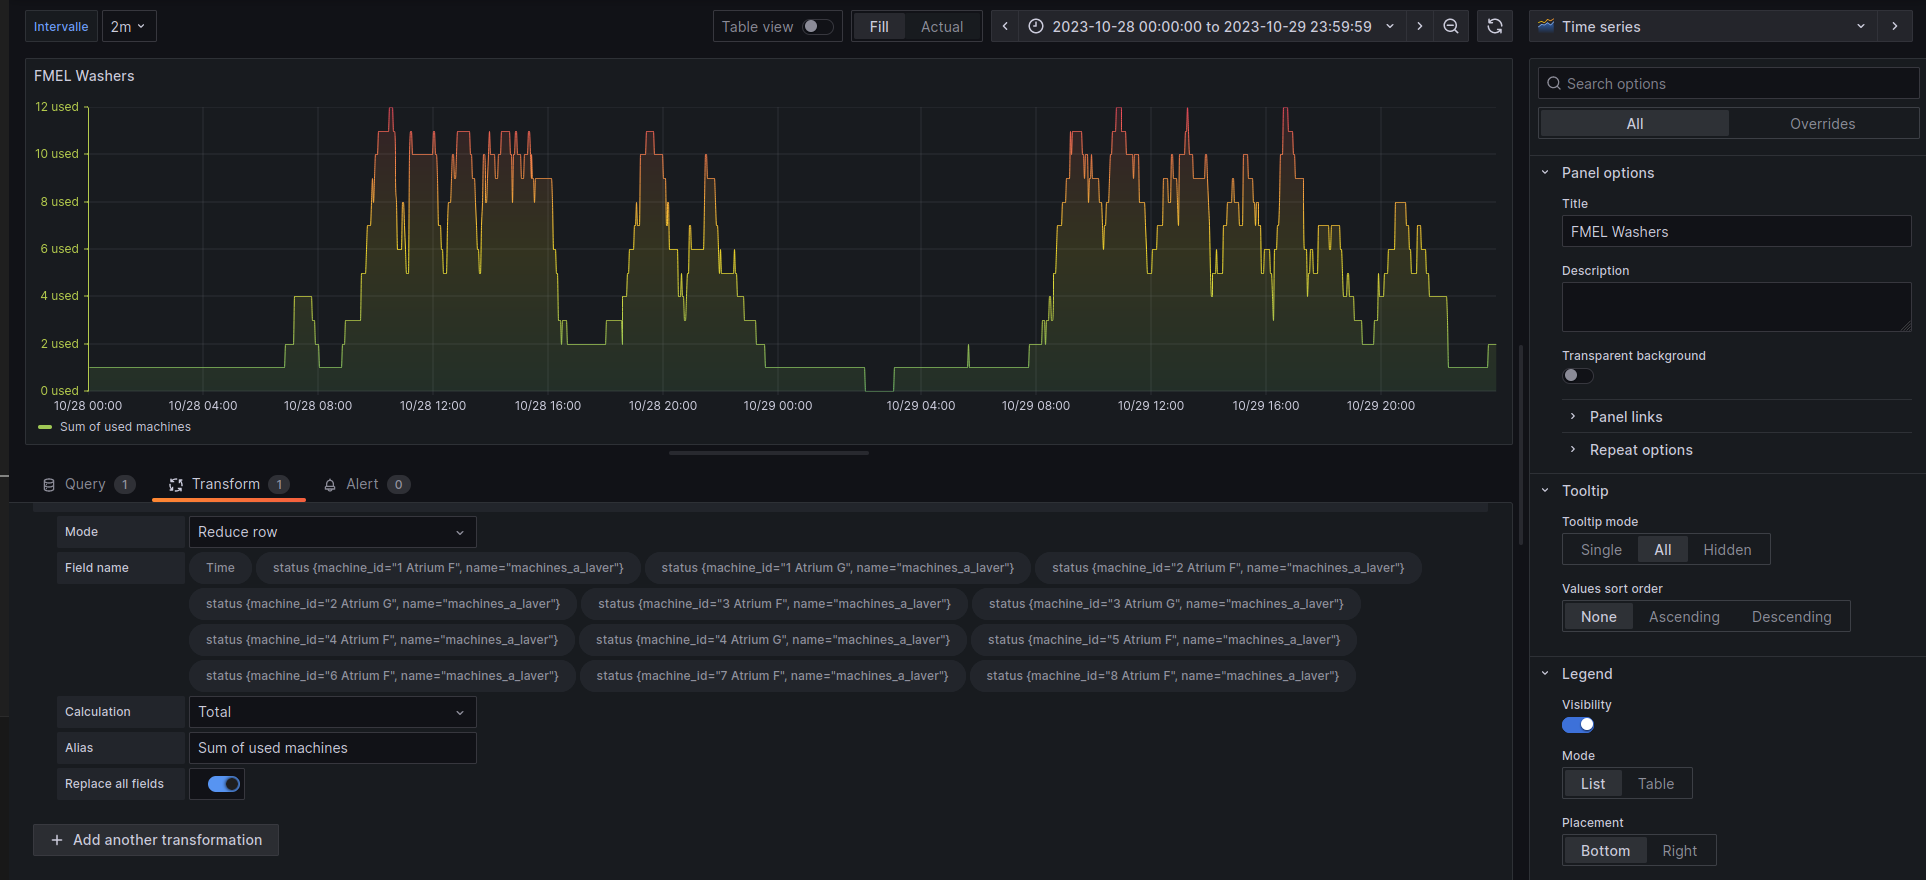 Intervalle 2m Table view Fill Actual 2023-10-28 00:00:00 to 2023-10-29 23:59:59 Time series
FMEL Washers
12 used
10 used
8 used
6 used
4 used
2 used
0 used
10/28 00:00 10/28 04:00 10/28 08:00 10/28 12:00 10/28 16:00 10/28 20:00 10/29 00:00 10/29 04:00 10/29 08:00 10/29 12:00 10/29 16:00 10/29 20:00
Sum of used machines
Query 1 Transform 1 Alert 0
Mode Reduce row
Field name Time status {machine_id="1 Atrium F", name="machines_a_laver"} status {machine_id="1 Atrium G", name="machines_a_laver"} status {machine_id="2 Atrium F", name="machines_a_laver"}
status {machine_id="2 Atrium G", name="machines_a_laver"} status {machine_id="3 Atrium F", name="machines_a_laver"} status {machine_id="3 Atrium G", name="machines_a_laver"}
status {machine_id="4 Atrium F", name="machines_a_laver"} status {machine_id="4 Atrium G", name="machines_a_laver"} status {machine_id="5 Atrium F", name="machines_a_laver"}
status {machine_id="6 Atrium F", name="machines_a_laver"} status {machine_id="7 Atrium F", name="machines_a_laver"} status {machine_id="8 Atrium F", name="machines_a_laver"}
Calculation Total
Alias Sum of used machines
Replace all fields
+ Add another transformation
Search options
All Overrides
Panel options
Title
FMEL Washers
Description
Transparent background
Panel links
Repeat options
Tooltip
Tooltip mode
Single All Hidden
Values sort order
None Ascending Descending
Legend
Visibility
Mode
List Table
Placement
Bottom Right